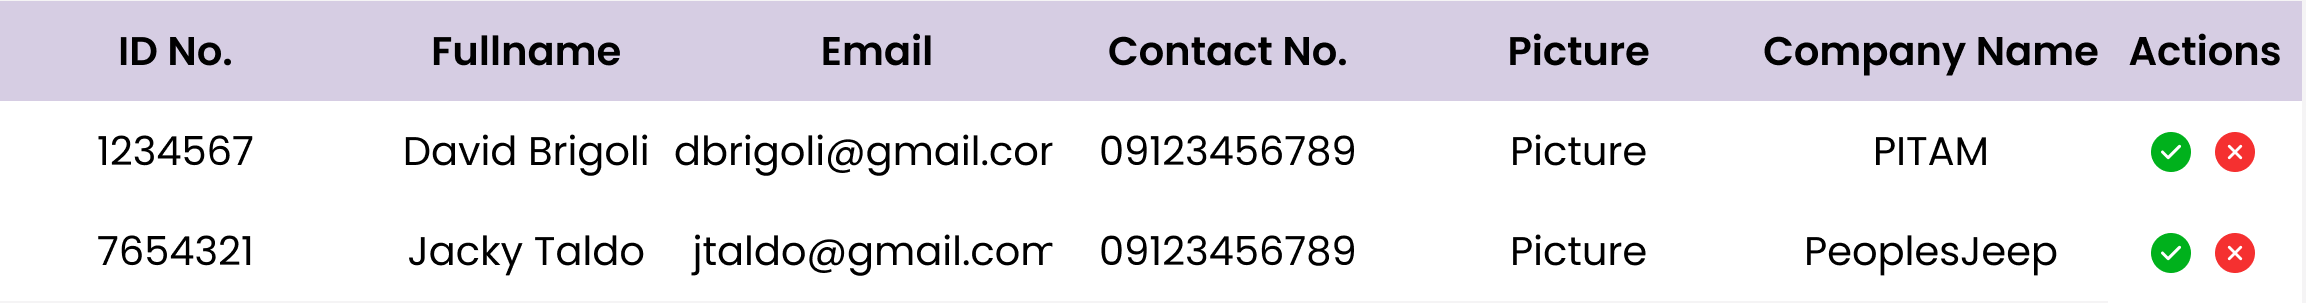 ID No. Fullname Email Contact No. Picture Company Name Actions
1234567 David Brigoli dbrigoli@gmail.cor 09123456789 Picture PITAM
7654321 Jacky Taldo jtaldo@gmail.com 09123456789 Picture PeoplesJeep